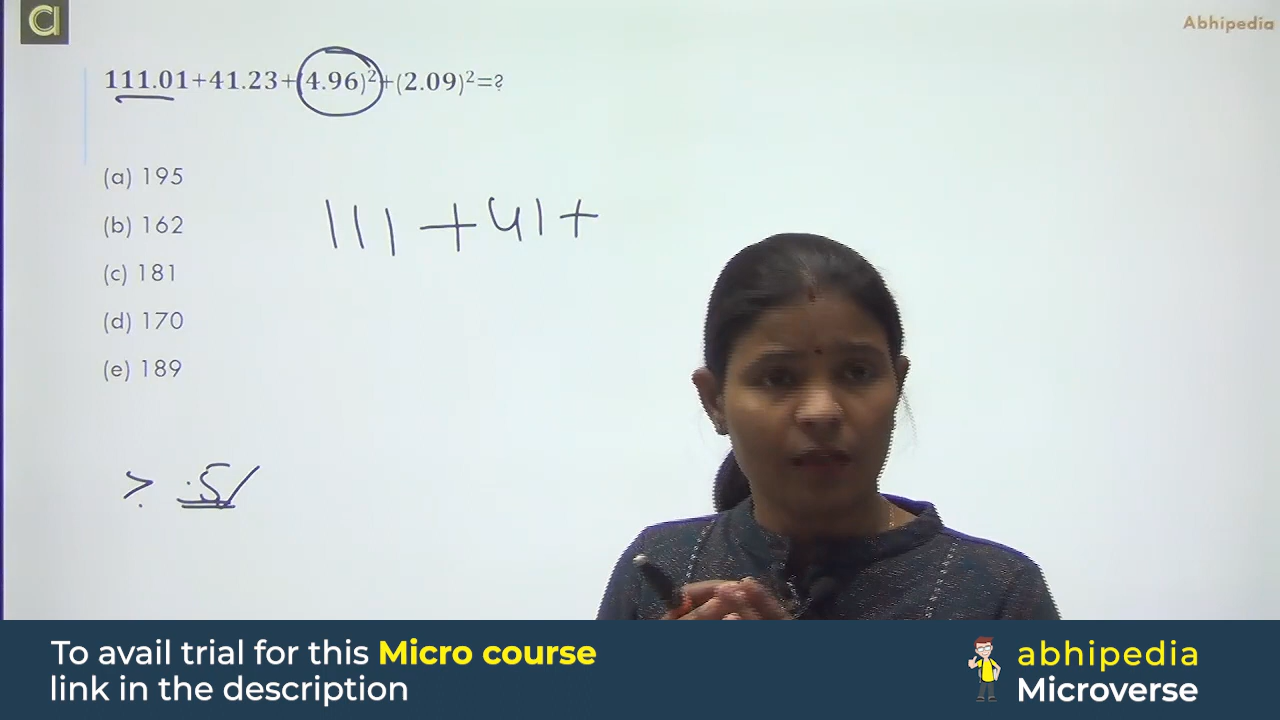 Abhipedia
111.01+41.23+(4.96)²+(2.09)²=?
(a) 195
(b) 162
(c) 181
(d) 170
(e) 189
111 + 41 +
> .5
To avail trial for this Micro course
link in the description
abhipedia
Microverse